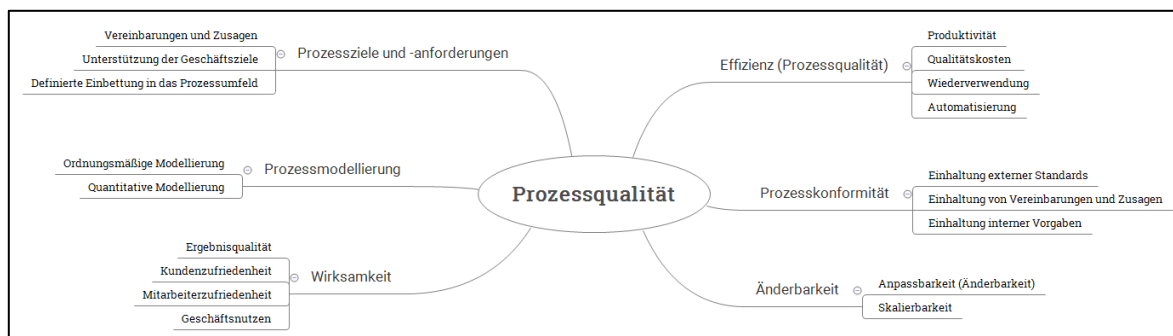 Prozessqualität
Prozessziele und -anforderungen
Vereinbarungen und Zusagen
Unterstützung der Geschäftsziele
Definierte Einbettung in das Prozessumfeld
Prozessmodellierung
Ordnungsmäßige Modellierung
Quantitative Modellierung
Wirksamkeit
Ergebnisqualität
Kundenzufriedenheit
Mitarbeiterzufriedenheit
Geschäftsnutzen
Effizienz (Prozessqualität)
Produktivität
Qualitätskosten
Wiederverwendung
Automatisierung
Prozesskonformität
Einhaltung externer Standards
Einhaltung von Vereinbarungen und Zusagen
Einhaltung interner Vorgaben
Änderbarkeit
Anpassbarkeit (Änderbarkeit)
Skalierbarkeit